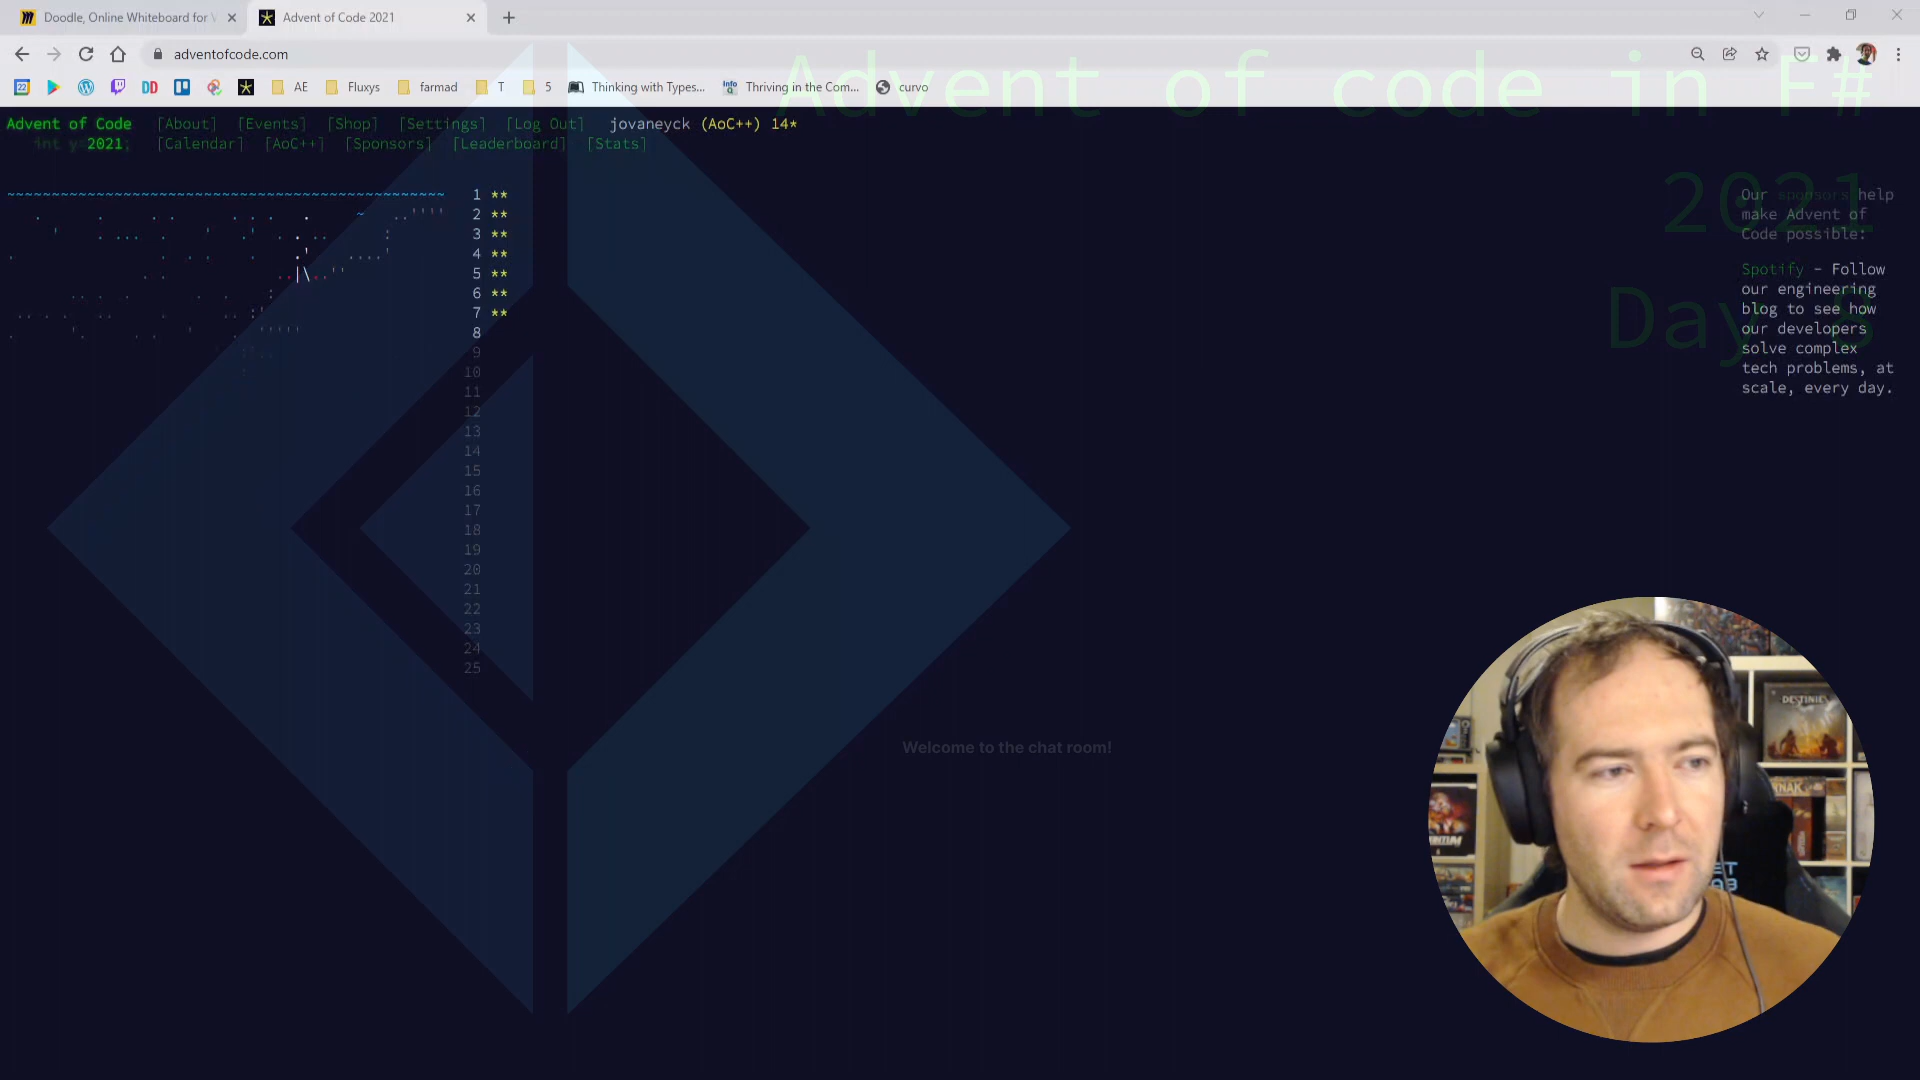 Doodle, Online Whiteboard for V
Advent of Code 2021
adventofcode.com
AE
Fluxys
farmad
T
5
Thinking with Types...
Thriving in the Com...
curvo
Advent of code in F#
2021
Day 8
Advent of Code [About] [Events] [Shop] [Settings] [Log Out] jovaneyck (AoC++) 14*
int y=2021; [Calendar] [AoC++] [Sponsors] [Leaderboard] [Stats]
1 **
2 **
3 **
4 **
5 **
6 **
7 **
8
9
10
11
12
13
14
15
16
17
18
19
20
21
22
23
24
25
Our sponsors help
make Advent of
Code possible:
Spotify - Follow
our engineering
blog to see how
our developers
solve complex
tech problems, at
scale, every day.
Welcome to the chat room!
DESTINIES